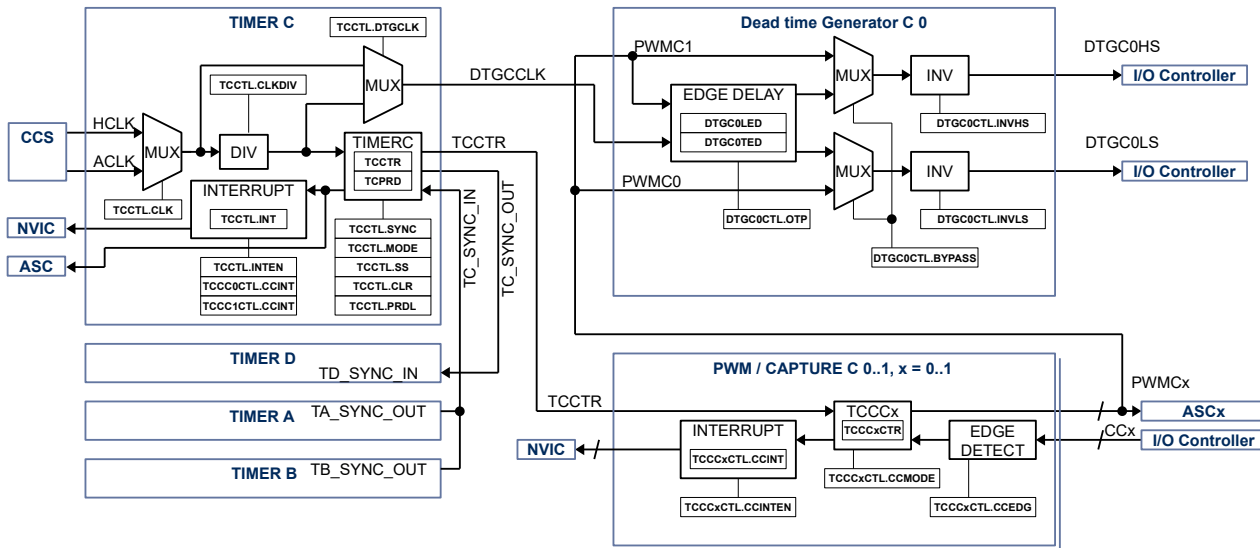 TIMER C
TCCTL.DTGCLK
MUX
TCCTL.CLKDIV
CCS
HCLK
ACLK
MUX
DIV
TIMERC
TCCTR
TCPRD
INTERRUPT
TCCTL.INT
TCCTL.CLK
NVIC
ASC
TCCTL.INTEN
TCCC0CTL.CCINT
TCCC1CTL.CCINT
TCCTL.SYNC
TCCTL.MODE
TCCTL.SS
TCCTL.CLR
TCCTL.PRDL
DTGCCLK
TCCTR
TC_SYNC_IN
TC_SYNC_OUT
Dead time Generator C 0
PWMC1
EDGE DELAY
DTGC0LED
DTGC0TED
MUX
INV
DTGC0CTL.INVHS
DTGC0HS
I/O Controller
PWMC0
MUX
INV
DTGC0CTL.INVLS
DTGC0LS
I/O Controller
DTGC0CTL.OTP
DTGC0CTL.BYPASS
TIMER D
TD_SYNC_IN
TIMER A
TA_SYNC_OUT
TIMER B
TB_SYNC_OUT
PWM / CAPTURE C 0..1, x = 0..1
TCCTR
TCCCx
TCCCxCTR
PWMCx
ASCx
NVIC
INTERRUPT
TCCCxCTL.CCINT
EDGE
DETECT
CCx
I/O Controller
TCCCxCTL.CCMODE
TCCCxCTL.CCINTEN
TCCCxCTL.CCEDG